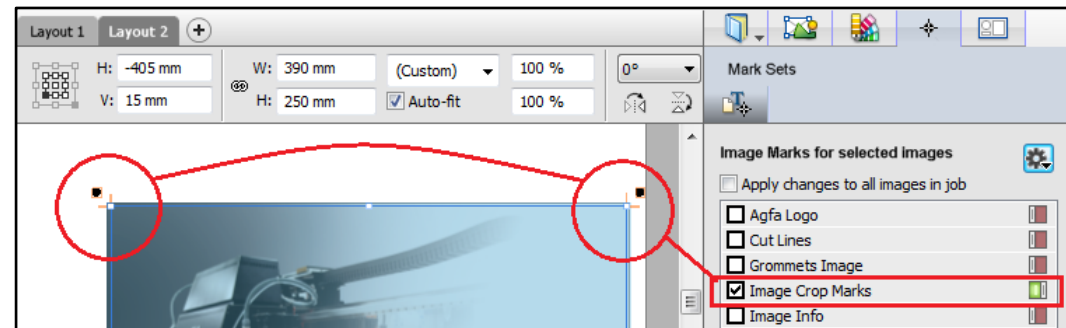 Layout 1 Layout 2
H: -405 mm W: 390 mm (Custom) 100 % 0°
V: 15 mm H: 250 mm Auto-fit 100 %
Mark Sets
Image Marks for selected images
Apply changes to all images in job
Agfa Logo
Cut Lines
Grommets Image
Image Crop Marks
Image Info